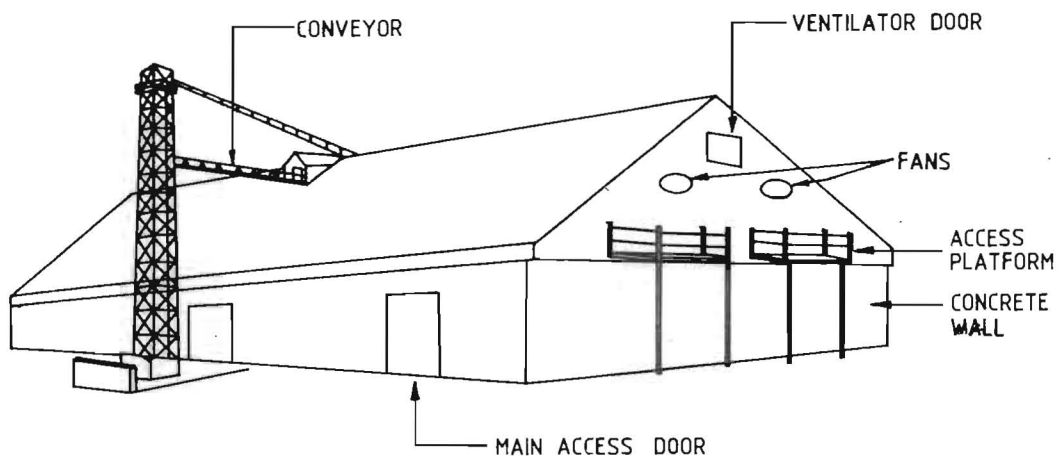 CONVEYOR
VENTILATOR DOOR
FANS
ACCESS
PLATFORM
CONCRETE
WALL
MAIN ACCESS DOOR